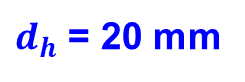 d_h = 20 mm